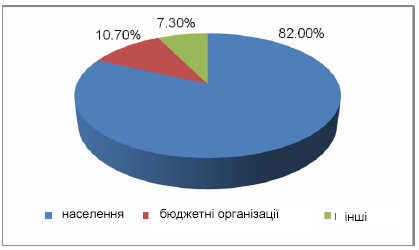 7.30%
10.70%
82.00%
населення бюджетні організації інші